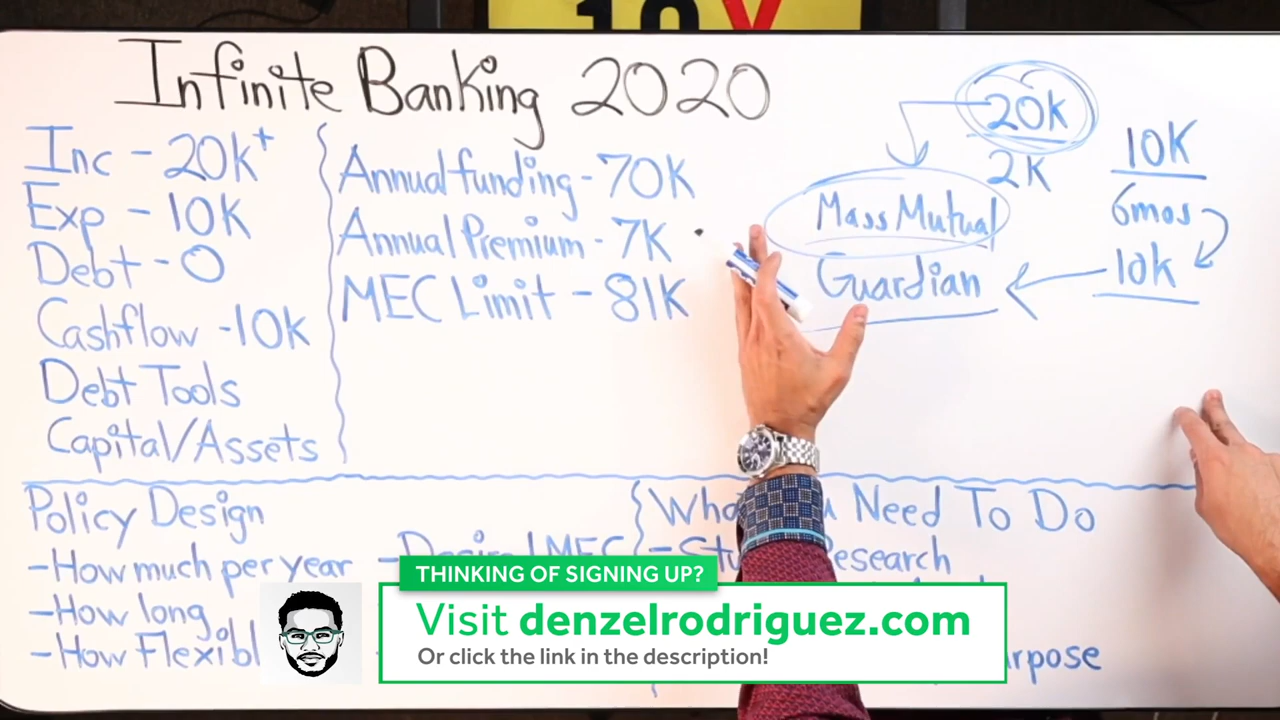 Infinite Banking 2020
Inc - 20K+
Exp - 10K
Debt - 0
Cashflow - 10K
Debt Tools
Capital/Assets
Annual funding - 70K
Annual Premium - 7K
MEC Limit - 81K
20K
2K
Mass Mutual
Guardian
10K
6mos
10K
Policy Design
- How much per year
- How long
- How Flexibl
- Desired MEC
Need To Do
THINKING OF SIGNING UP?
Visit denzelrodriguez.com
Or click the link in the description!